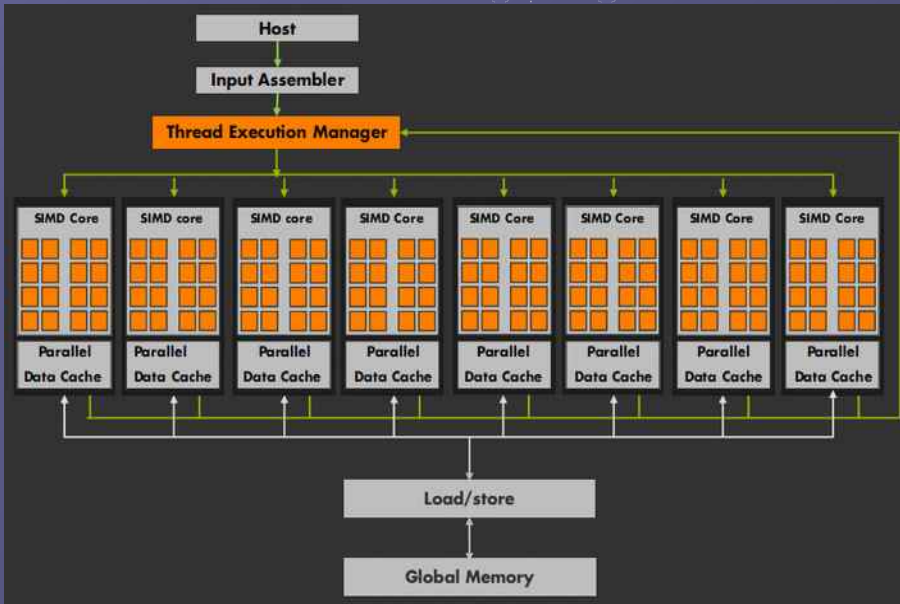 Host
Input Assembler
Thread Execution Manager
SIMD Core
SIMD core
SIMD core
SIMD Core
SIMD Core
SIMD Core
SIMD Core
SIMD Core
Parallel
Data Cache
Parallel
Data Cache
Parallel
Data Cache
Parallel
Data Cache
Parallel
Data Cache
Parallel
Data Cache
Parallel
Data Cache
Parallel
Data Cache
Load/store
Global Memory